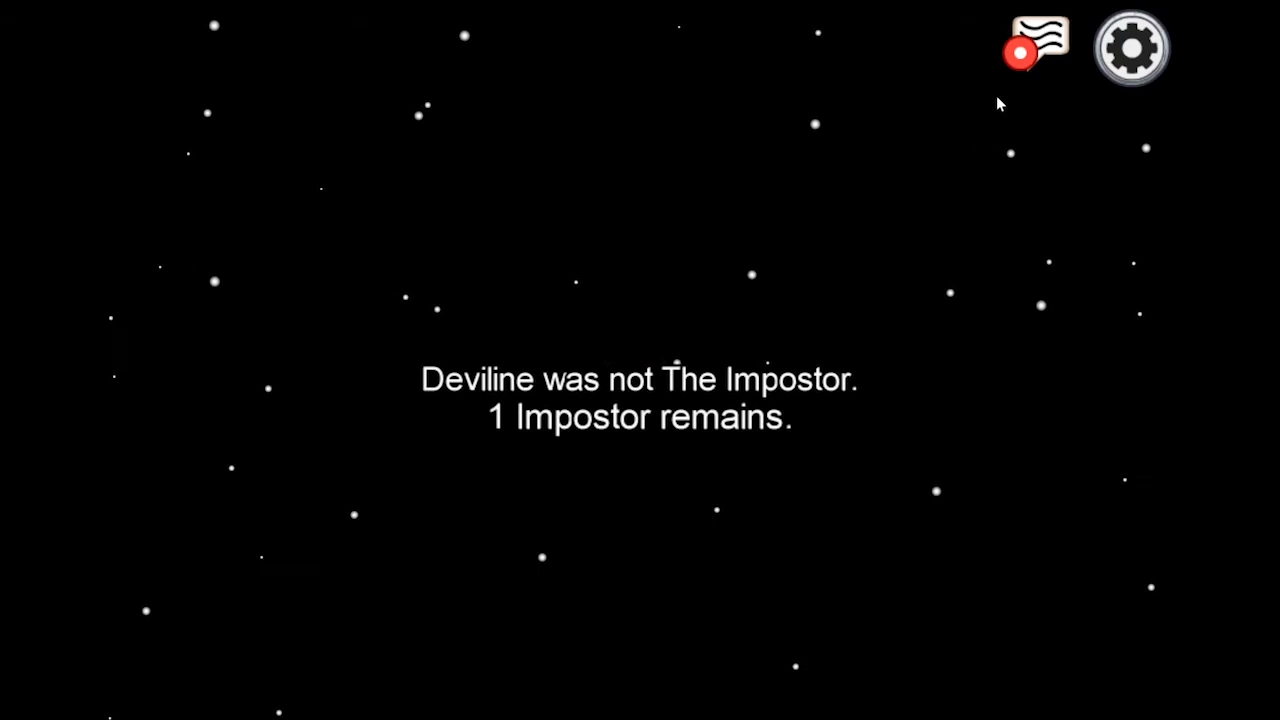 Deviline was not The Impostor.
1 Impostor remains.